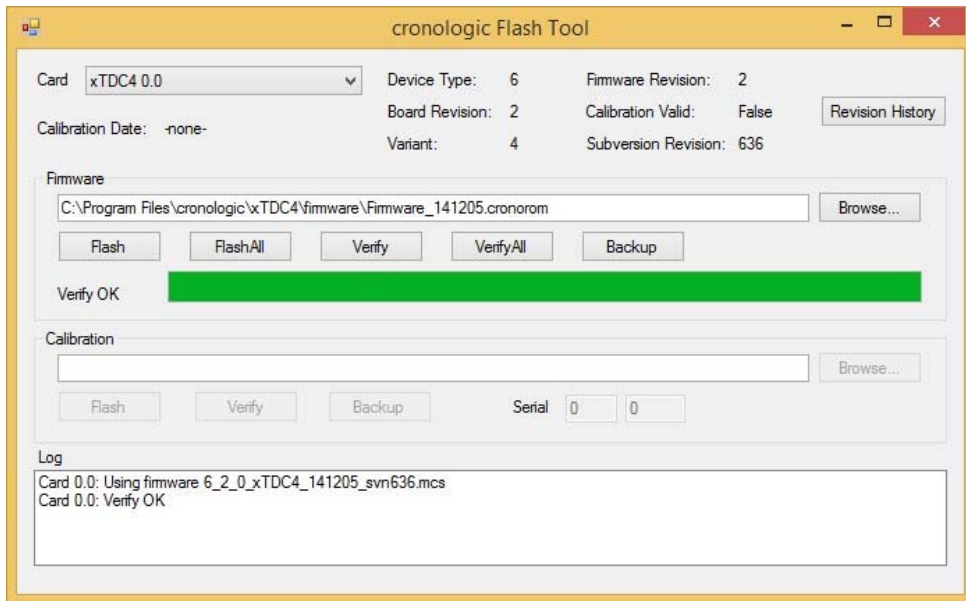 cronologic Flash Tool
Card xTDC4 0.0 Device Type: 6 Firmware Revision: 2
Board Revision: 2 Calibration Valid: False Revision History
Calibration Date: -none-
Variant: 4 Subversion Revision: 636
Firmware
C:\Program Files\cronologic\xTDC4\firmware\Firmware_141205.cronorom Browse...
Flash FlashAll Verify VerifyAll Backup
Verify OK
Calibration
Browse...
Flash Verify Backup Serial 0 0
Log
Card 0.0: Using firmware 6_2_0_xTDC4_141205_svn636.mcs
Card 0.0: Verify OK